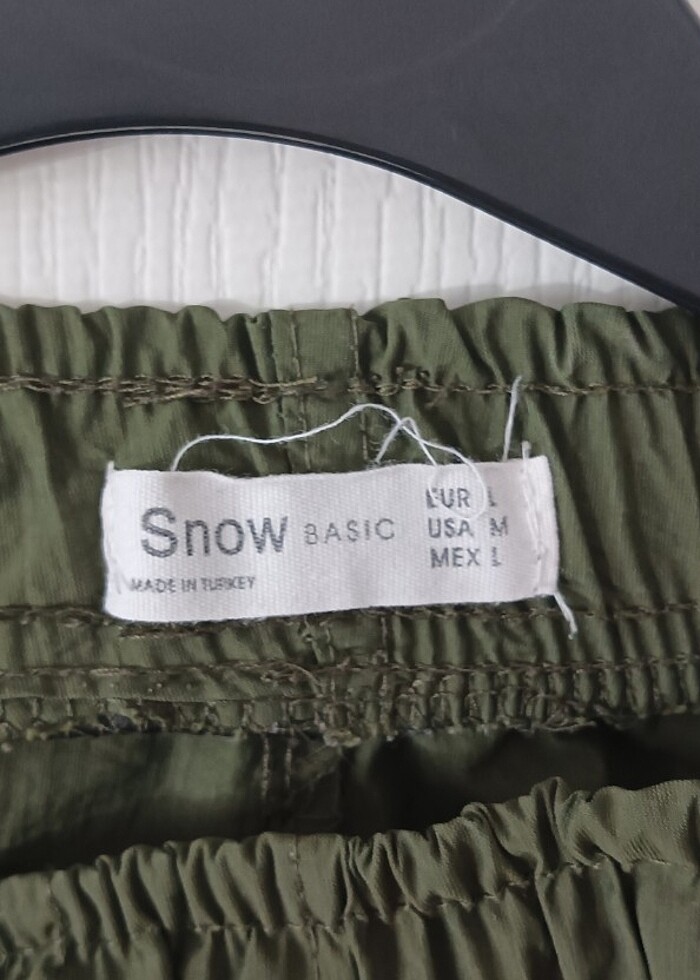 Snow BASIC
MADE IN TURKEY
EUR L
USA M
MEX L